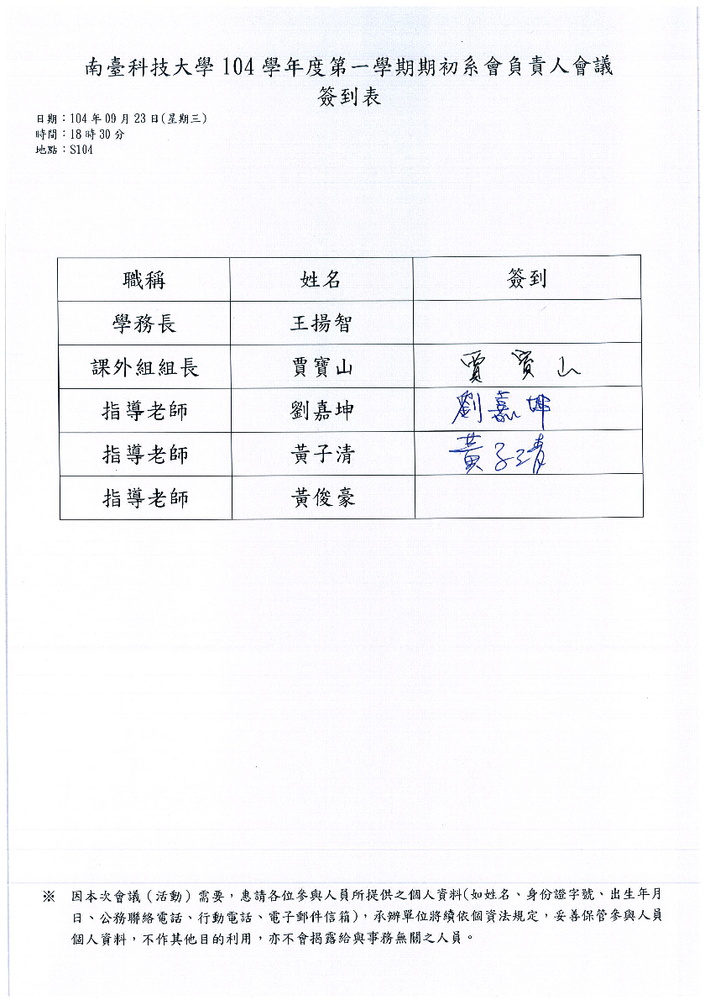 南臺科技大學 104 學年度第一學期期初系會負責人會議
簽到表
日期：104 年 09 月 23 日(星期三)
時間：18 時 30 分
地點：S104
職稱 姓名 簽到
學務長 王揚智
課外組組長 賈寶山 賈寶山
指導老師 劉嘉坤 劉嘉坤
指導老師 黃子清 黃子清
指導老師 黃俊豪
※ 因本次會議（活動）需要，惠請各位參與人員所提供之個人資料(如姓名、身份證字號、出生年月
日、公務聯絡電話、行動電話、電子郵件信箱)，承辦單位將續依個資法規定，妥善保管參與人員
個人資料，不作其他目的利用，亦不會揭露給與事務無關之人員。